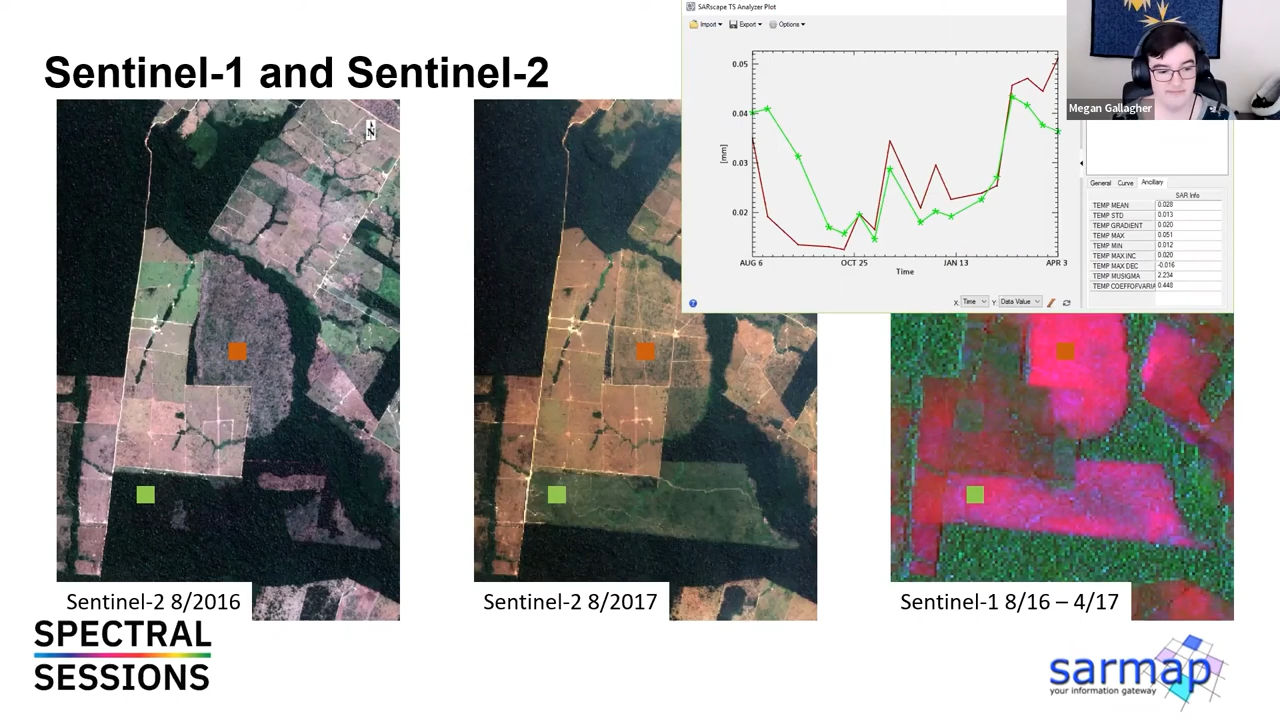 SARscape TS Analyzer Plot
Import
Export
Options
Sentinel-1 and Sentinel-2
Megan Gallagher
N
0.05
0.04
0.03
0.02
[mm]
AUG 6
OCT 25
JAN 13
APR 3
Time
X: Time
Y: Data Value
General
Curve
Ancillary
SAR Info
TEMP MEAN 0.028
TEMP STD 0.013
TEMP GRADIENT 0.020
TEMP MAX 0.051
TEMP MIN 0.012
TEMP MAX INC 0.020
TEMP MAX DEC -0.016
TEMP MUSIGMA 2.234
TEMP COEFFOFVARIA 0.448
Sentinel-2 8/2016
Sentinel-2 8/2017
Sentinel-1 8/16 – 4/17
SPECTRAL
SESSIONS
sarmap
your information gateway